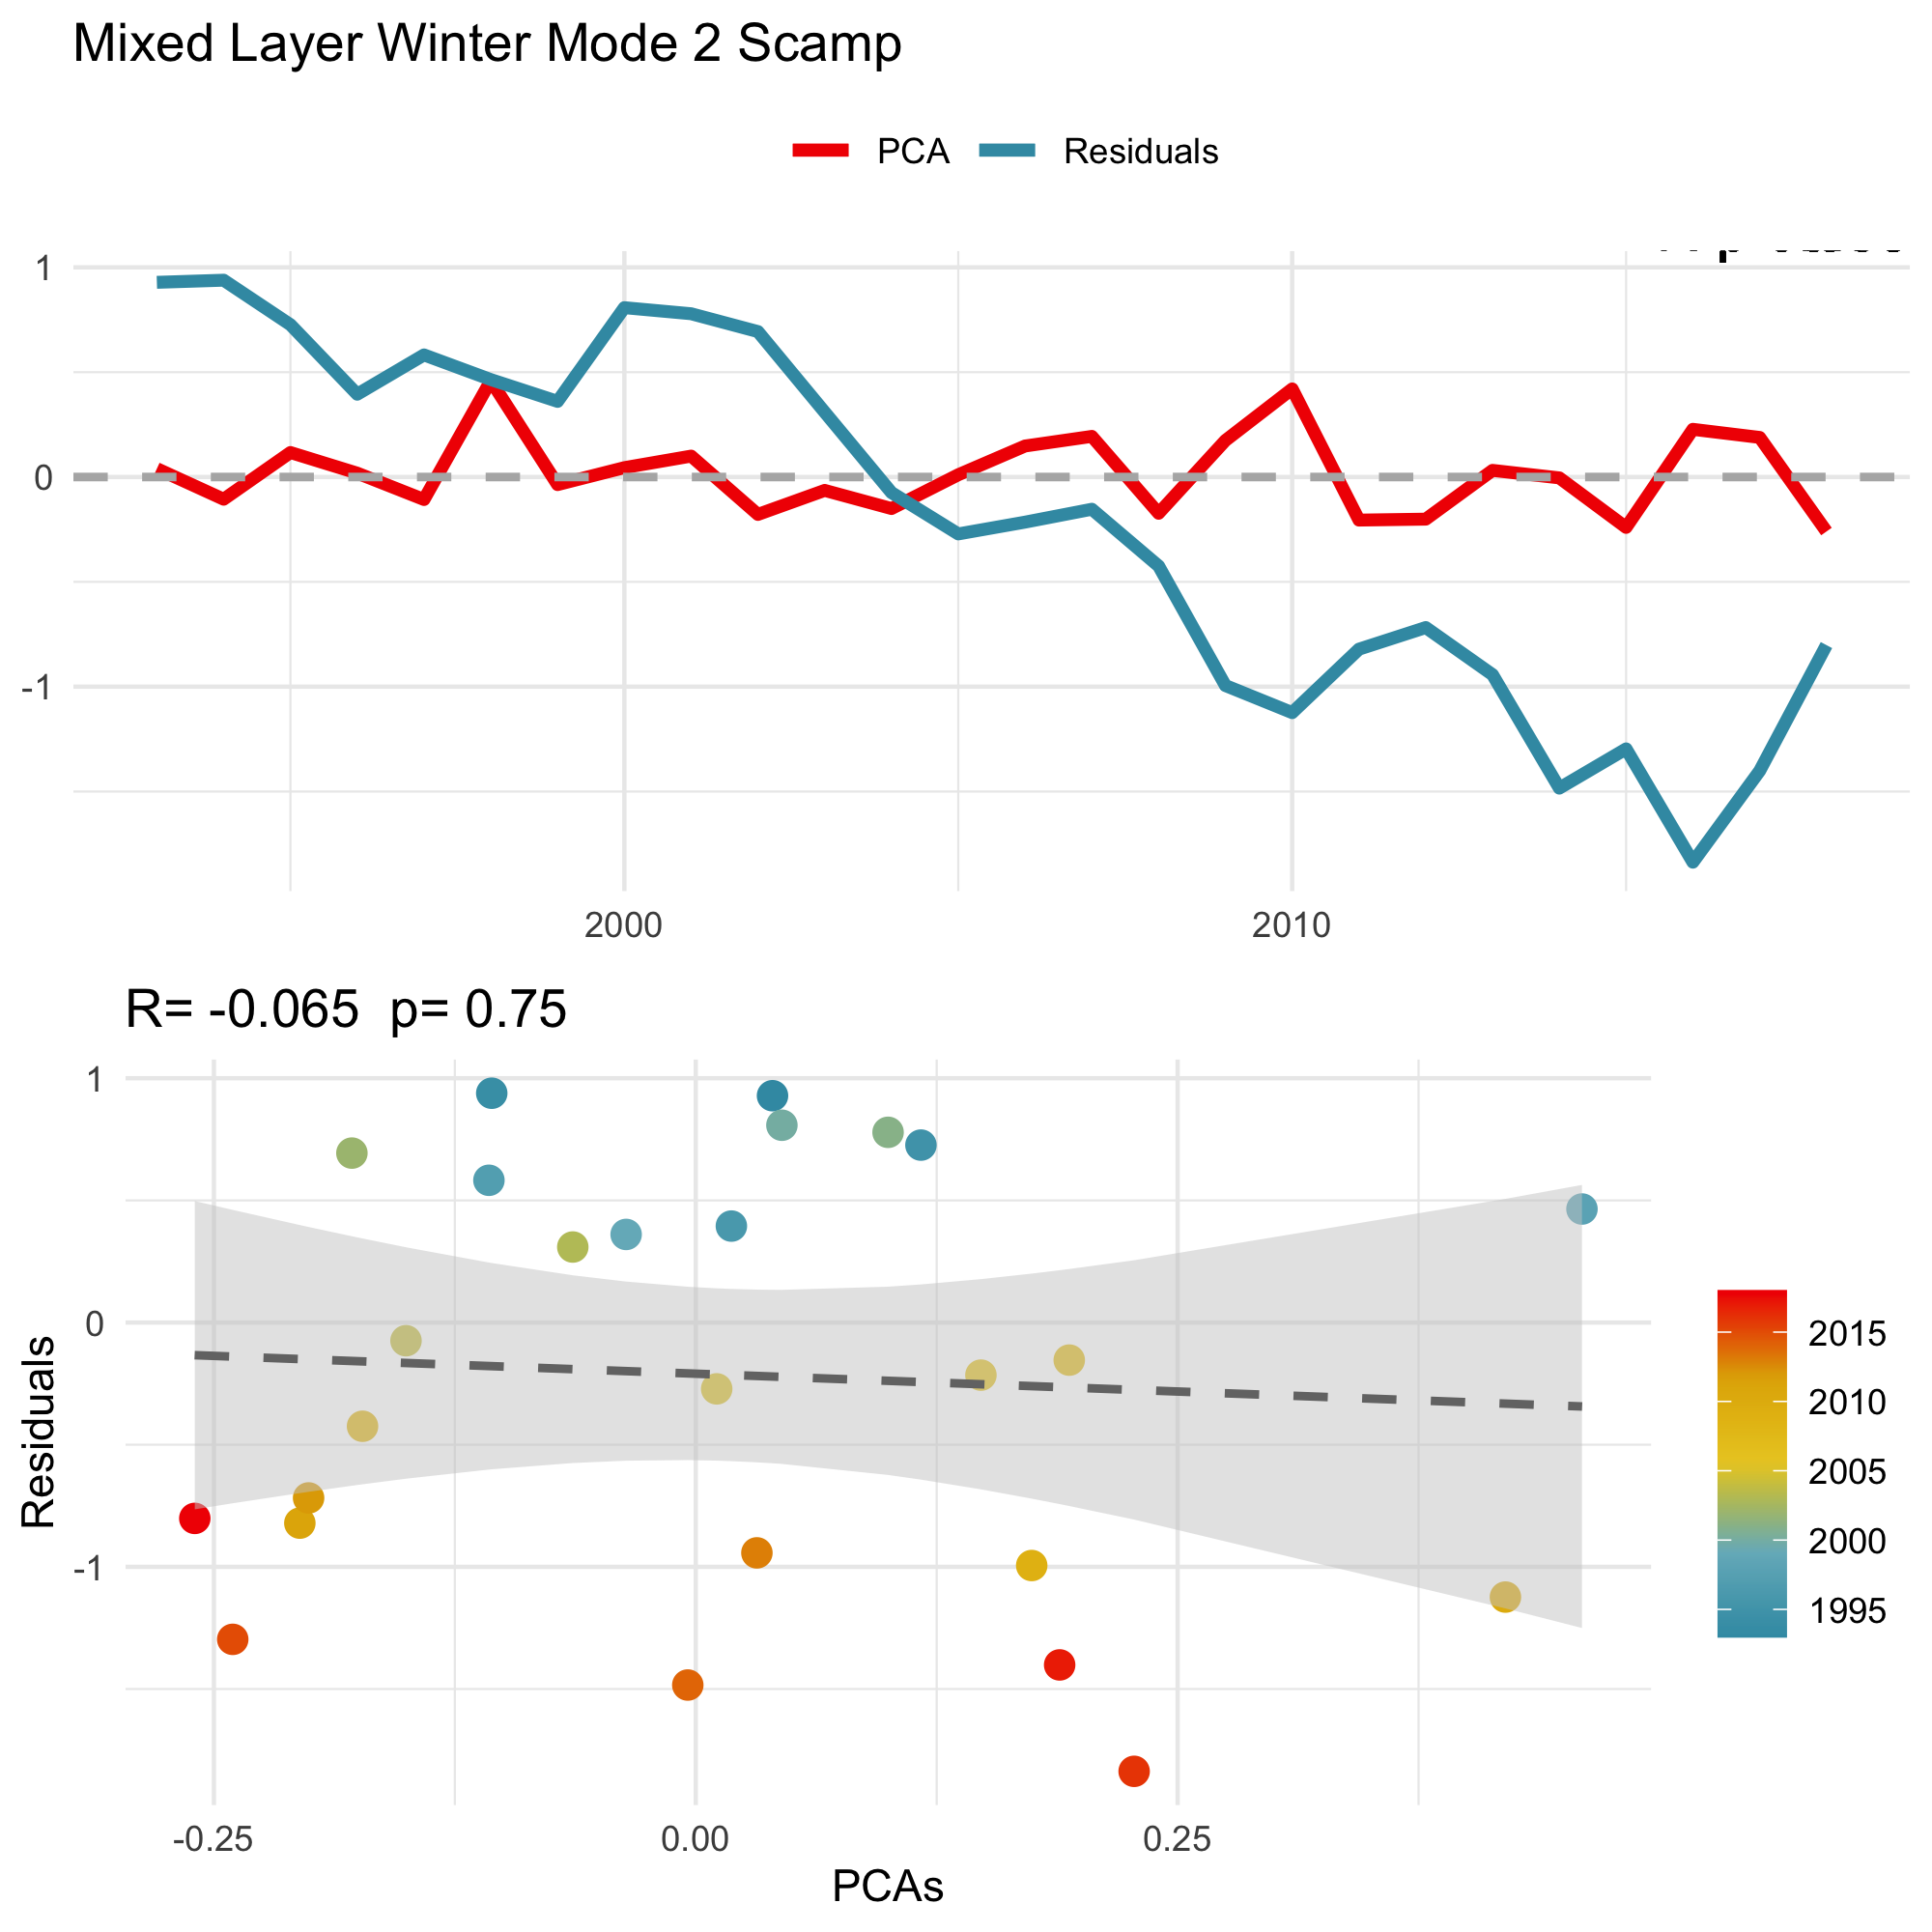 Mixed Layer Winter Mode 2 Scamp
PCA Residuals
1
0
-1
2000 2010
R= -0.065 p= 0.75
1
0
-1
Residuals
-0.25 0.00 0.25
PCAs
2015
2010
2005
2000
1995